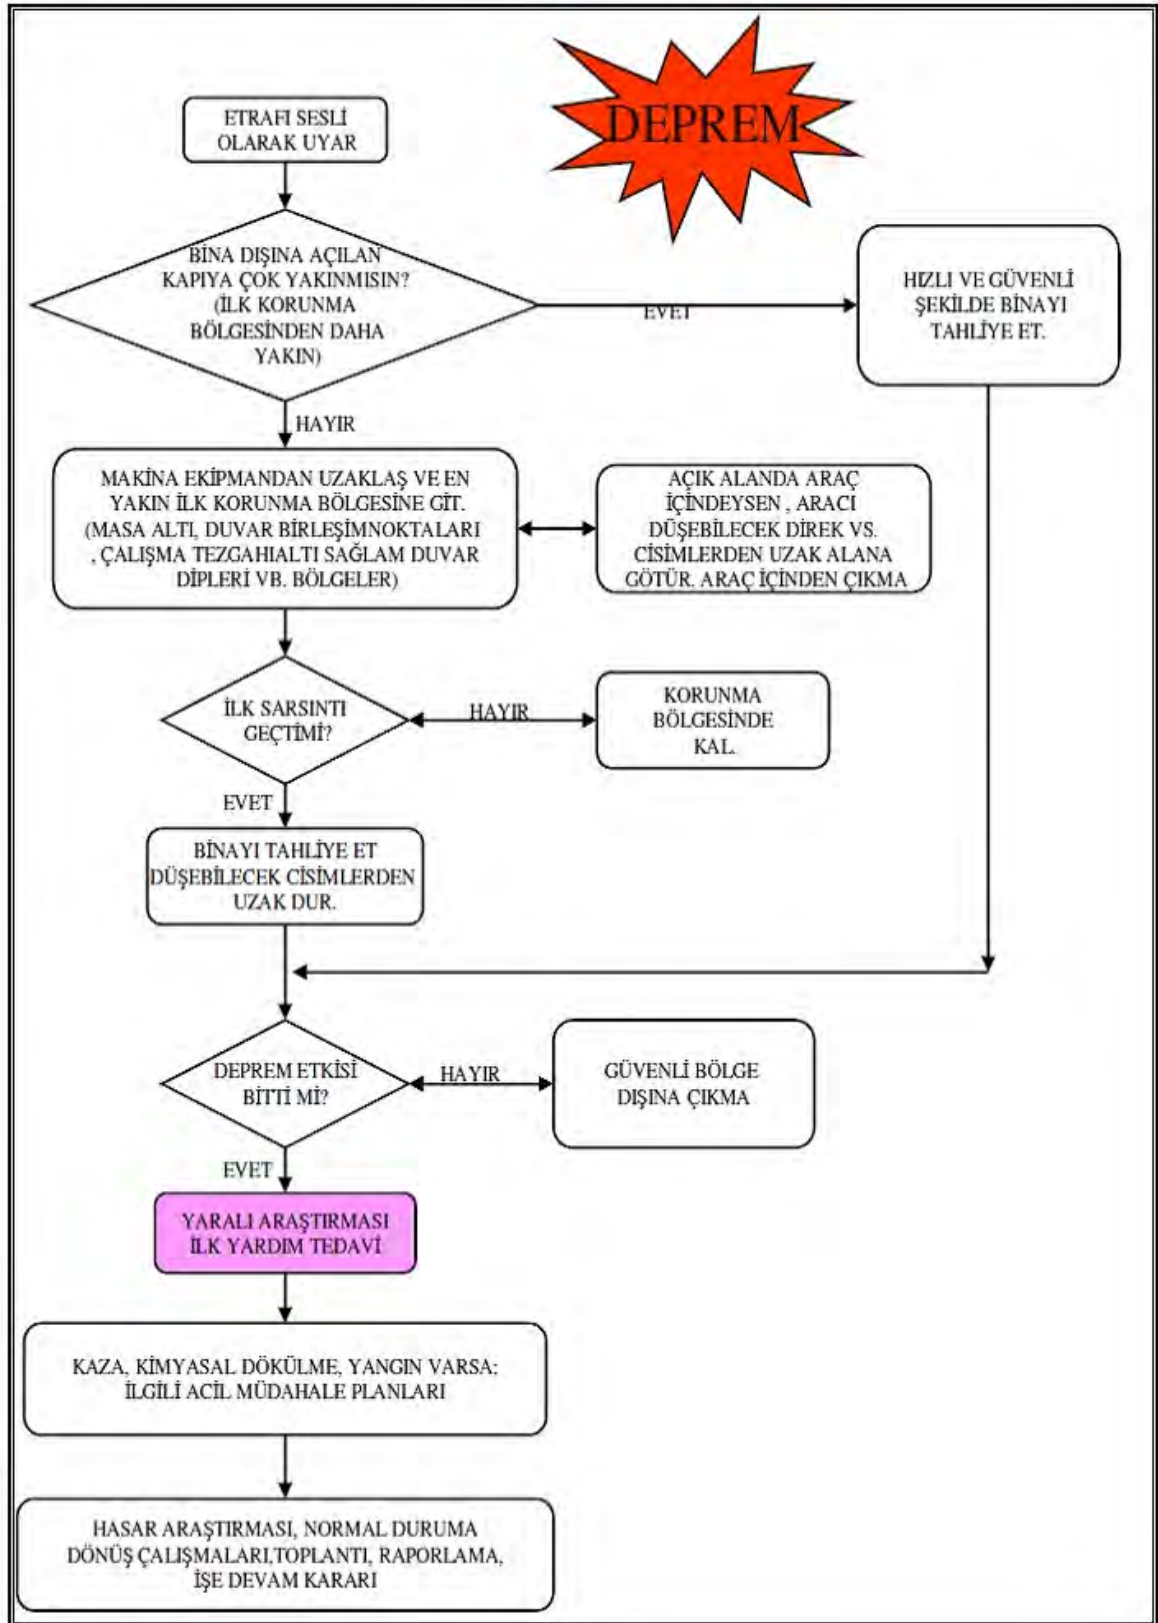 DEPREM
ETRAFI SESLİ
OLARAK UYAR
BİNA DIŞINA AÇILAN
KAPIYA ÇOK YAKINMISIN?
(İLK KORUNMA
BÖLGESİNDEN DAHA
YAKIN)
EVET
HIZLI VE GÜVENLİ
ŞEKİLDE BİNAYI
TAHLİYE ET.
HAYIR
MAKİNA EKİPMANDAN UZAKLAŞ VE EN
YAKIN İLK KORUNMA BÖLGESİNE GİT.
(MASA ALTI, DUVAR BİRLEŞİMNOKTALARI
, ÇALIŞMA TEZGAHIALTI SAĞLAM DUVAR
DİPLERİ VB. BÖLGELER)
AÇIK ALANDA ARAÇ
İÇİNDEYSEN , ARACI
DÜŞEBİLECEK DİREK VS.
CİSİMLERDEN UZAK ALANA
GÖTÜR. ARAÇ İÇİNDEN ÇIKMA
İLK SARSINTI
GEÇTİMİ?
HAYIR
KORUNMA
BÖLGESİNDE
KAL.
EVET
BİNAYI TAHLİYE ET
DÜŞEBİLECEK CİSİMLERDEN
UZAK DUR.
DEPREM ETKİSİ
BİTTİ Mİ?
HAYIR
GÜVENLİ BÖLGE
DIŞINA ÇIKMA
EVET
YARALI ARAŞTIRMASI
İLK YARDIM TEDAVİ
KAZA, KİMYASAL DÖKÜLME, YANGIN VARSA;
İLGİLİ ACİL MÜDAHALE PLANLARI
HASAR ARAŞTIRMASI, NORMAL DURUMA
DÖNÜŞ ÇALIŞMALARI,TOPLANTI, RAPORLAMA,
İŞE DEVAM KARARI